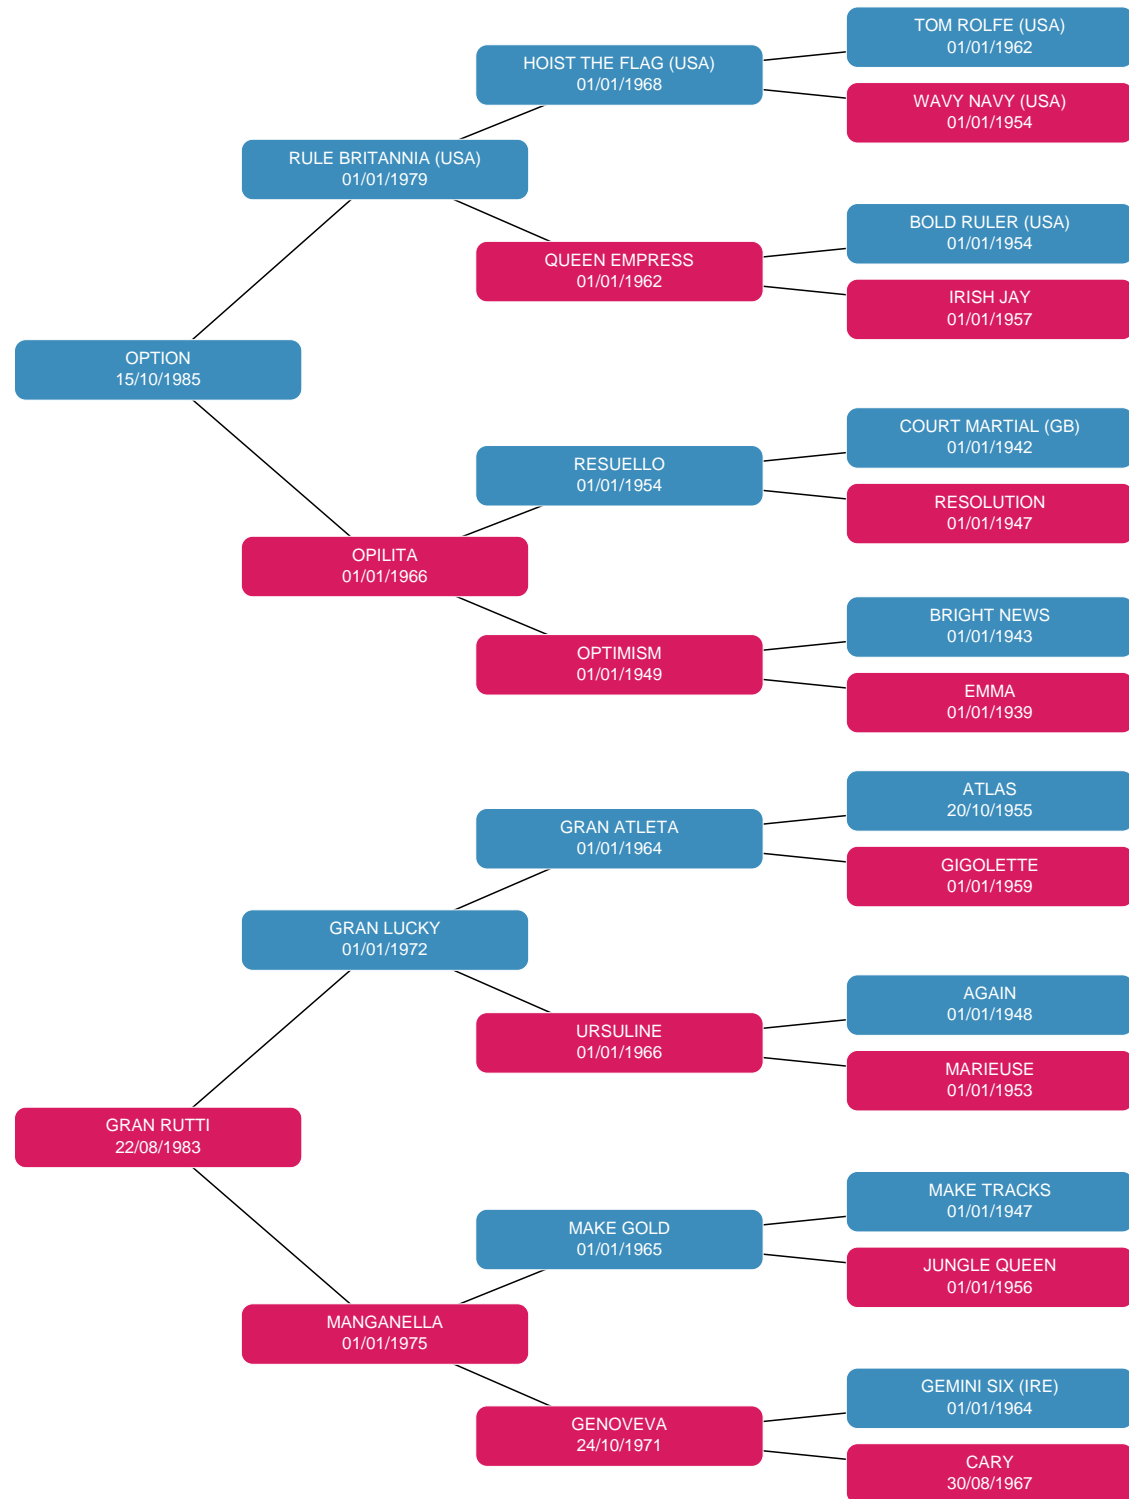 TOM ROLFE (USA)
01/01/1962
HOIST THE FLAG (USA)
01/01/1968
WAVY NAVY (USA)
01/01/1954
RULE BRITANNIA (USA)
01/01/1979
BOLD RULER (USA)
01/01/1954
QUEEN EMPRESS
01/01/1962
IRISH JAY
01/01/1957
OPTION
15/10/1985
COURT MARTIAL (GB)
01/01/1942
RESUELLO
01/01/1954
RESOLUTION
01/01/1947
OPILITA
01/01/1966
BRIGHT NEWS
01/01/1943
OPTIMISM
01/01/1949
EMMA
01/01/1939
ATLAS
20/10/1955
GRAN ATLETA
01/01/1964
GIGOLETTE
01/01/1959
GRAN LUCKY
01/01/1972
AGAIN
01/01/1948
URSULINE
01/01/1966
MARIEUSE
01/01/1953
GRAN RUTTI
22/08/1983
MAKE TRACKS
01/01/1947
MAKE GOLD
01/01/1965
JUNGLE QUEEN
01/01/1956
MANGANELLA
01/01/1975
GEMINI SIX (IRE)
01/01/1964
GENOVEVA
24/10/1971
CARY
30/08/1967